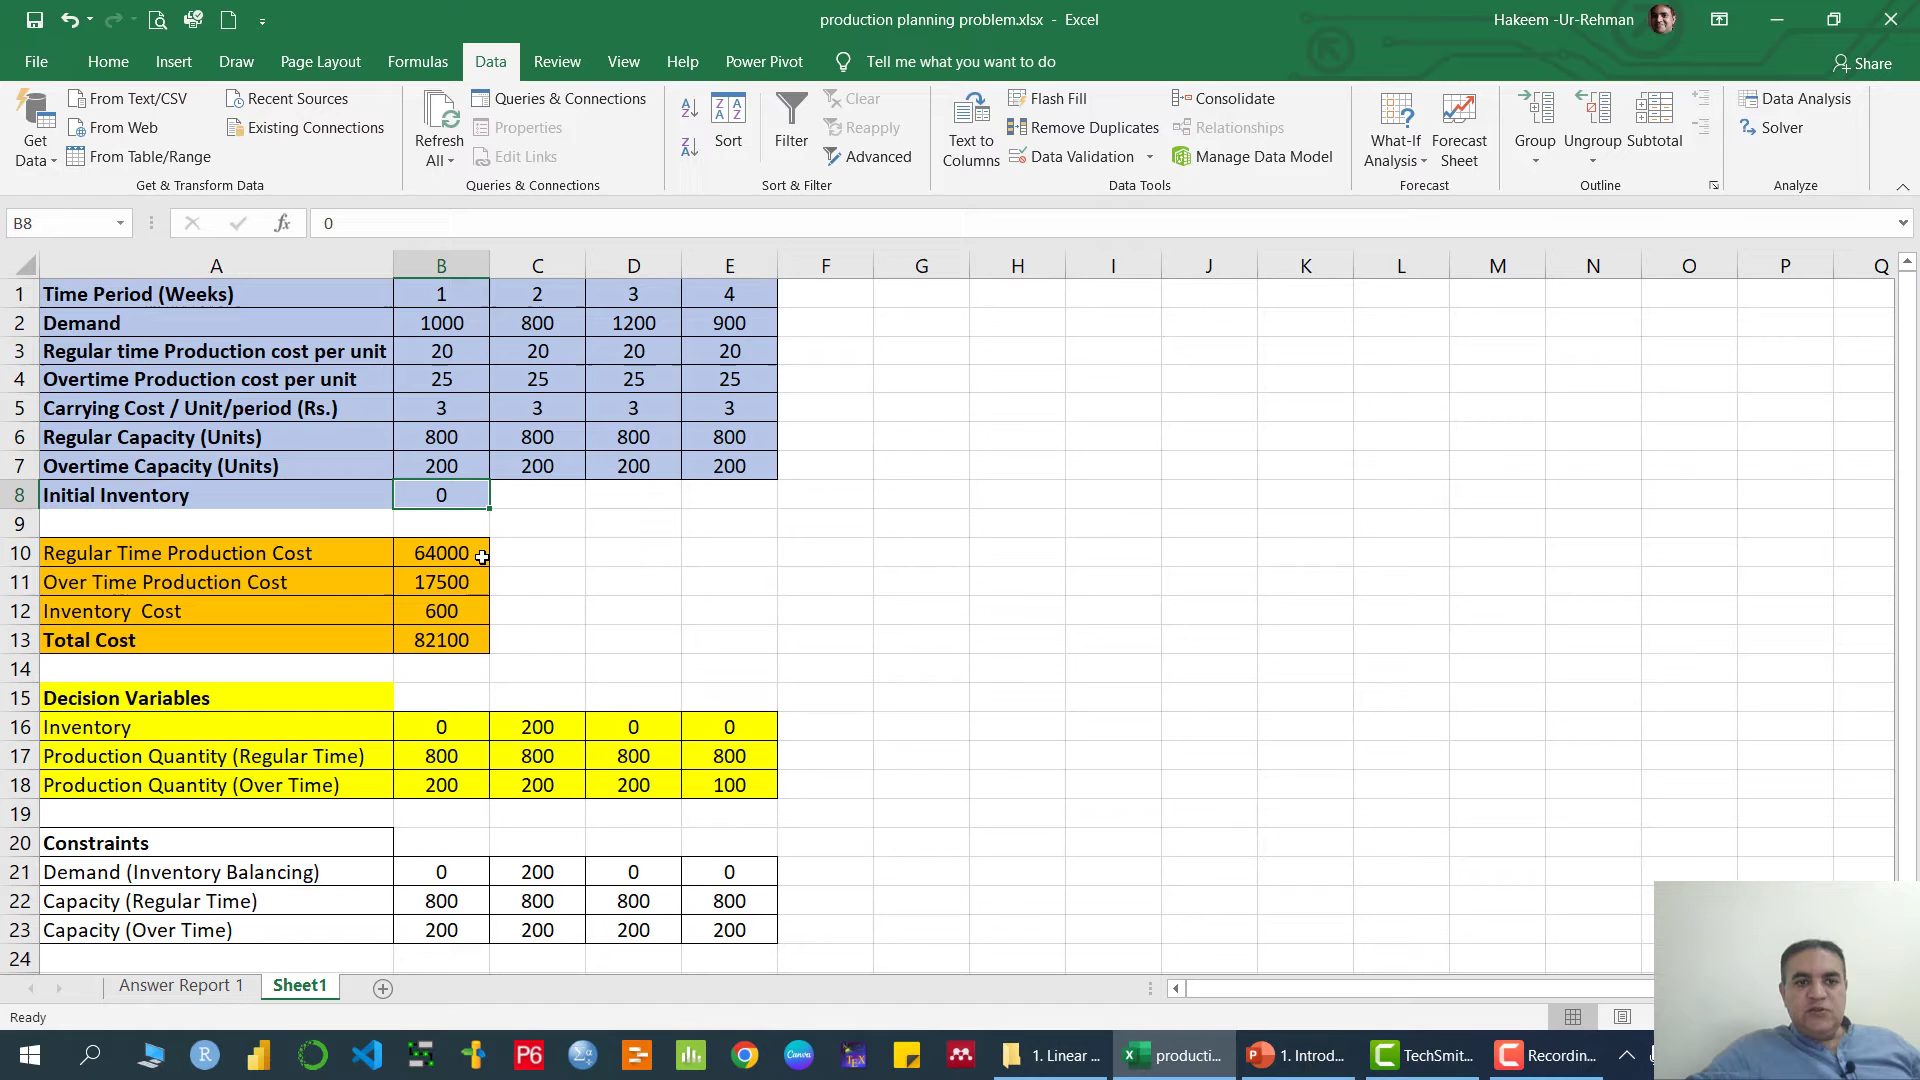 production planning problem.xlsx - Excel
Hakeem -Ur-Rehman
File Home Insert Draw Page Layout Formulas Data Review View Help Power Pivot Tell me what you want to do Share
Get Data
From Text/CSV
From Web
From Table/Range
Recent Sources
Existing Connections
Get & Transform Data
Refresh All
Queries & Connections
Properties
Edit Links
Queries & Connections
Sort
Filter
Clear
Reapply
Advanced
Sort & Filter
Text to Columns
Flash Fill
Remove Duplicates
Data Validation
Consolidate
Relationships
Manage Data Model
Data Tools
What-If Analysis
Forecast Sheet
Forecast
Group
Ungroup
Subtotal
Outline
Data Analysis
Solver
Analyze
B8 fx 0
A B C D E F G H I J K L M N O P Q
1 Time Period (Weeks) 1 2 3 4
2 Demand 1000 800 1200 900
3 Regular time Production cost per unit 20 20 20 20
4 Overtime Production cost per unit 25 25 25 25
5 Carrying Cost / Unit/period (Rs.) 3 3 3 3
6 Regular Capacity (Units) 800 800 800 800
7 Overtime Capacity (Units) 200 200 200 200
8 Initial Inventory 0
9
10 Regular Time Production Cost 64000
11 Over Time Production Cost 17500
12 Inventory Cost 600
13 Total Cost 82100
14
15 Decision Variables
16 Inventory 0 200 0 0
17 Production Quantity (Regular Time) 800 800 800 800
18 Production Quantity (Over Time) 200 200 200 100
19
20 Constraints
21 Demand (Inventory Balancing) 0 200 0 0
22 Capacity (Regular Time) 800 800 800 800
23 Capacity (Over Time) 200 200 200 200
24
Answer Report 1 Sheet1
Ready
R P6 Canva TEX 1. Linear ... producti... 1. Introd... TechSmit... Recordin...